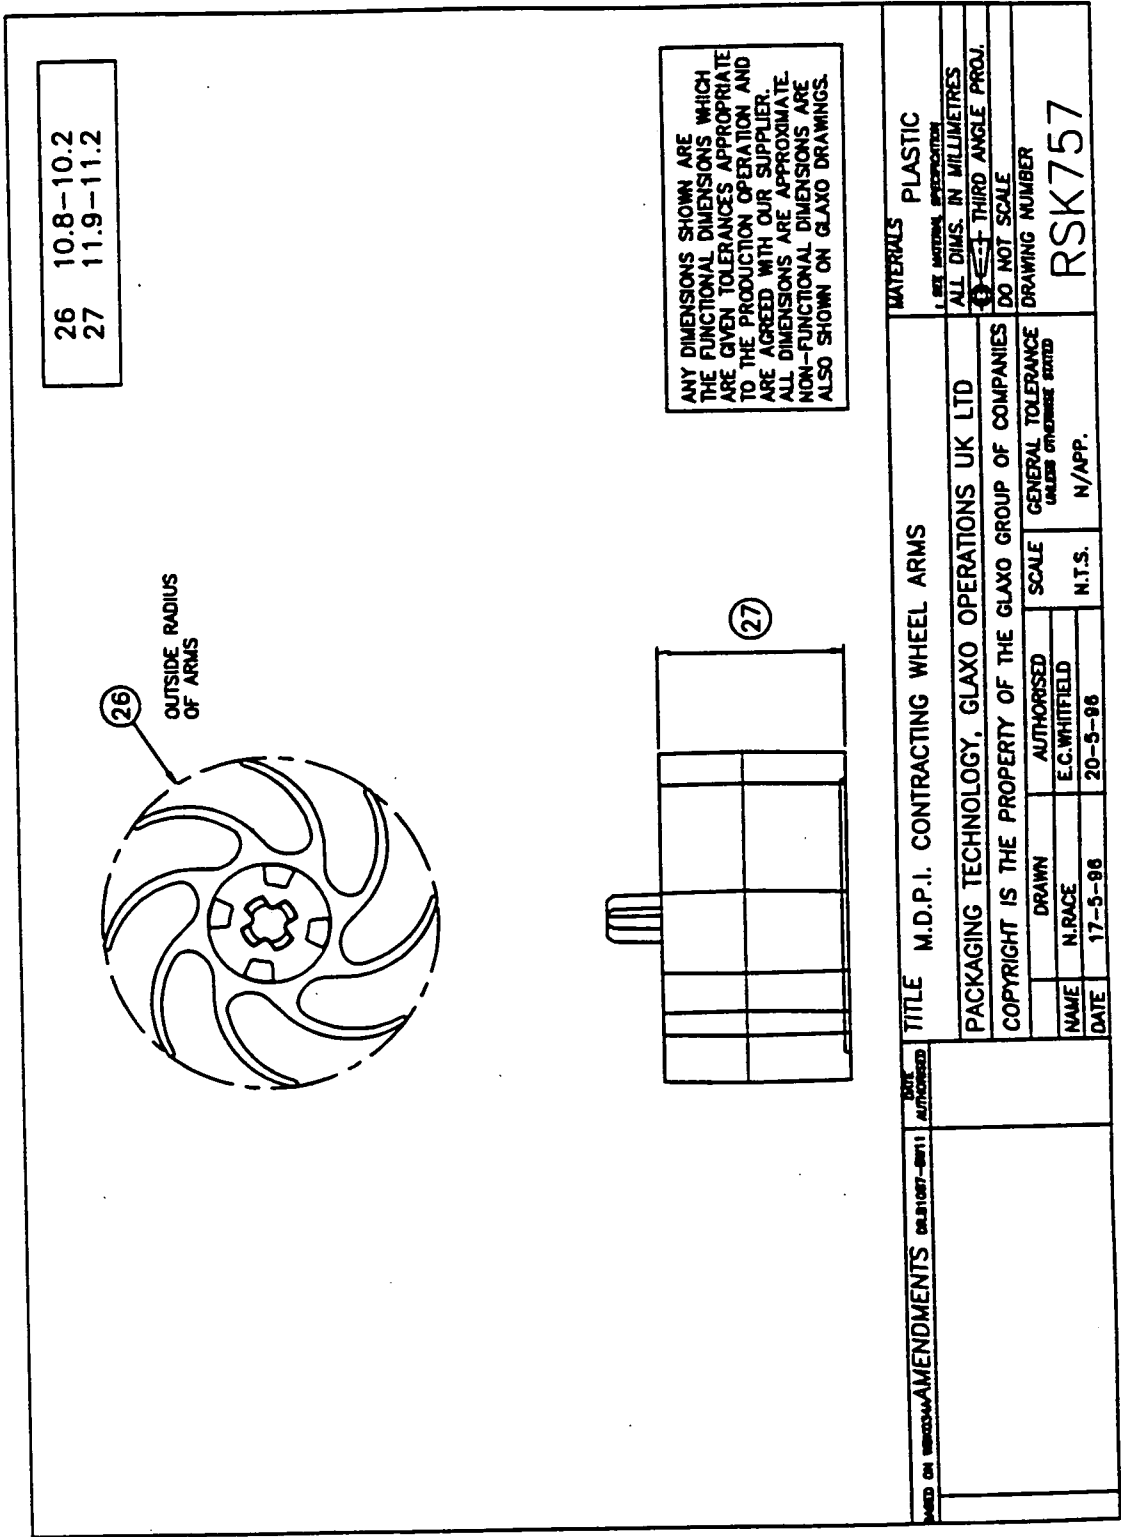 26 10.8-10.2
27 11.9-11.2
26
OUTSIDE RADIUS
OF ARMS
27
ANY DIMENSIONS SHOWN ARE
THE FUNCTIONAL DIMENSIONS WHICH
ARE GIVEN TOLERANCES APPROPRIATE
TO THE PRODUCTION OPERATION AND
ARE AGREED WITH OUR SUPPLIER.
ALL DIMENSIONS ARE APPROXIMATE.
NON-FUNCTIONAL DIMENSIONS ARE
ALSO SHOWN ON GLAXO DRAWINGS.
BASED ON AMENDMENTS
DATE
AUTHORISED
TITLE M.D.P.I. CONTRACTING WHEEL ARMS
PACKAGING TECHNOLOGY, GLAXO OPERATIONS UK LTD
COPYRIGHT IS THE PROPERTY OF THE GLAXO GROUP OF COMPANIES
DRAWN
AUTHORISED
NAME N.RACE E.C.WHITFIELD
DATE 17-5-96 20-5-96
SCALE
N.T.S.
GENERAL TOLERANCE
UNLESS OTHERWISE STATED
N/APP.
MATERIALS PLASTIC
SEE MATERIAL SPECIFICATION
ALL DIMS. IN MILLIMETRES
THIRD ANGLE PROJ.
DO NOT SCALE
DRAWING NUMBER
RSK757